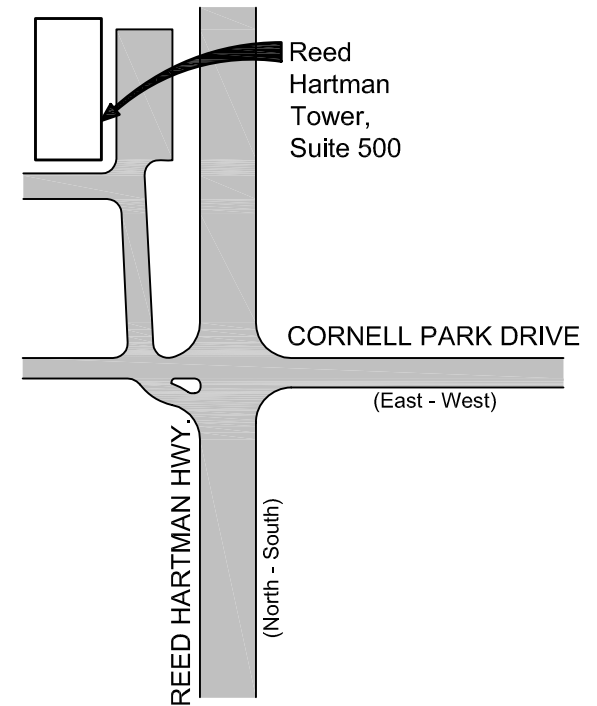 Reed
Hartman
Tower,
Suite 500
CORNELL PARK DRIVE
(East - West)
REED HARTMAN HWY.
(North - South)